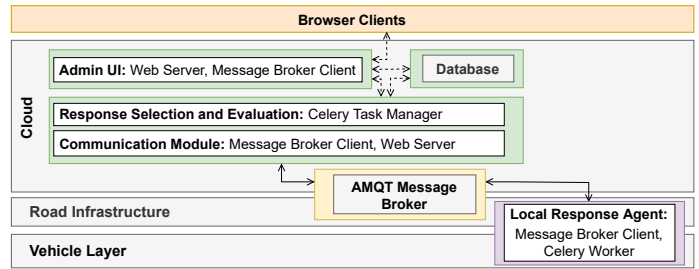 Browser Clients
Cloud
Admin UI: Web Server, Message Broker Client
Database
Response Selection and Evaluation: Celery Task Manager
Communication Module: Message Broker Client, Web Server
AMQT Message
Broker
Road Infrastructure
Local Response Agent:
Message Broker Client,
Celery Worker
Vehicle Layer